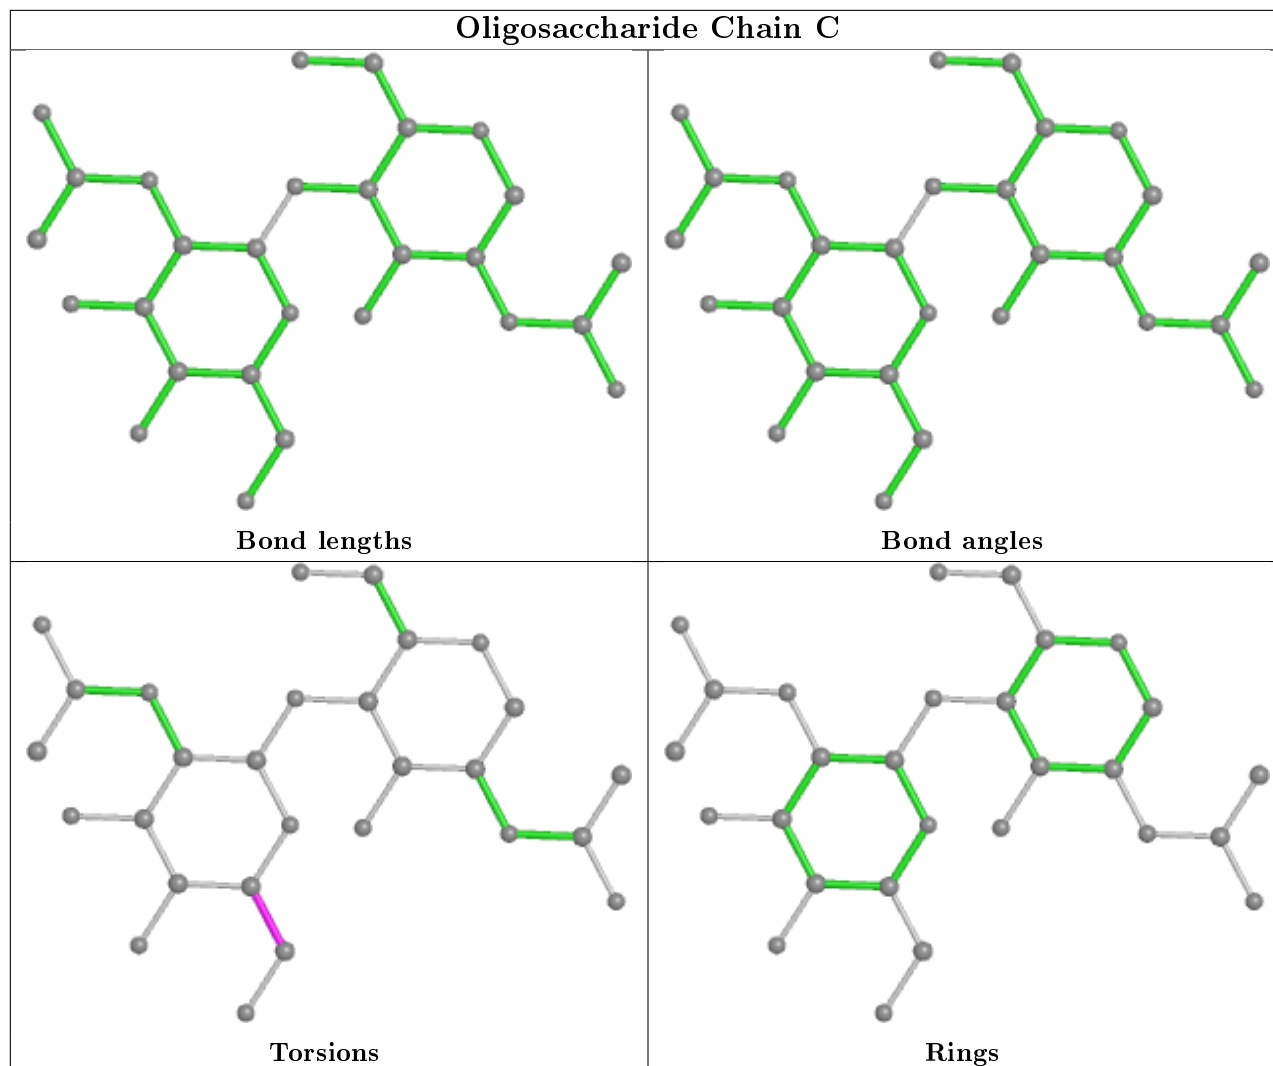 Oligosaccharide Chain C
Bond lengths
Bond angles
Torsions
Rings